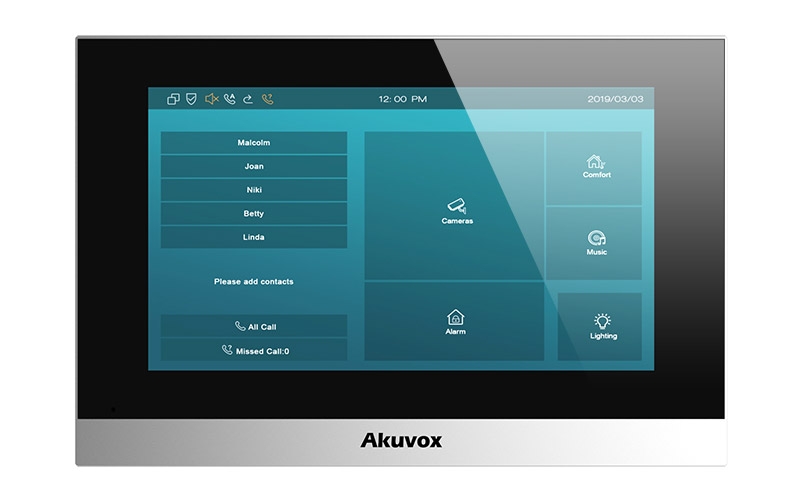 12:00 PM
2019/03/03
Malcolm
Joan
Niki
Betty
Linda
Please add contacts
All Call
Missed Call:0
Cameras
Alarm
Comfort
Music
Lighting
Akuvox